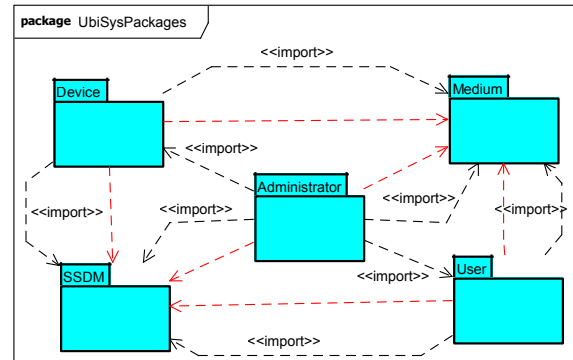 package UbiSysPackages
<<import>>
Device
Medium
<<import>>
Administrator
<<import>>
<<import>>
<<import>>
<<import>>
SSDM
User
<<import>>
<<import>>